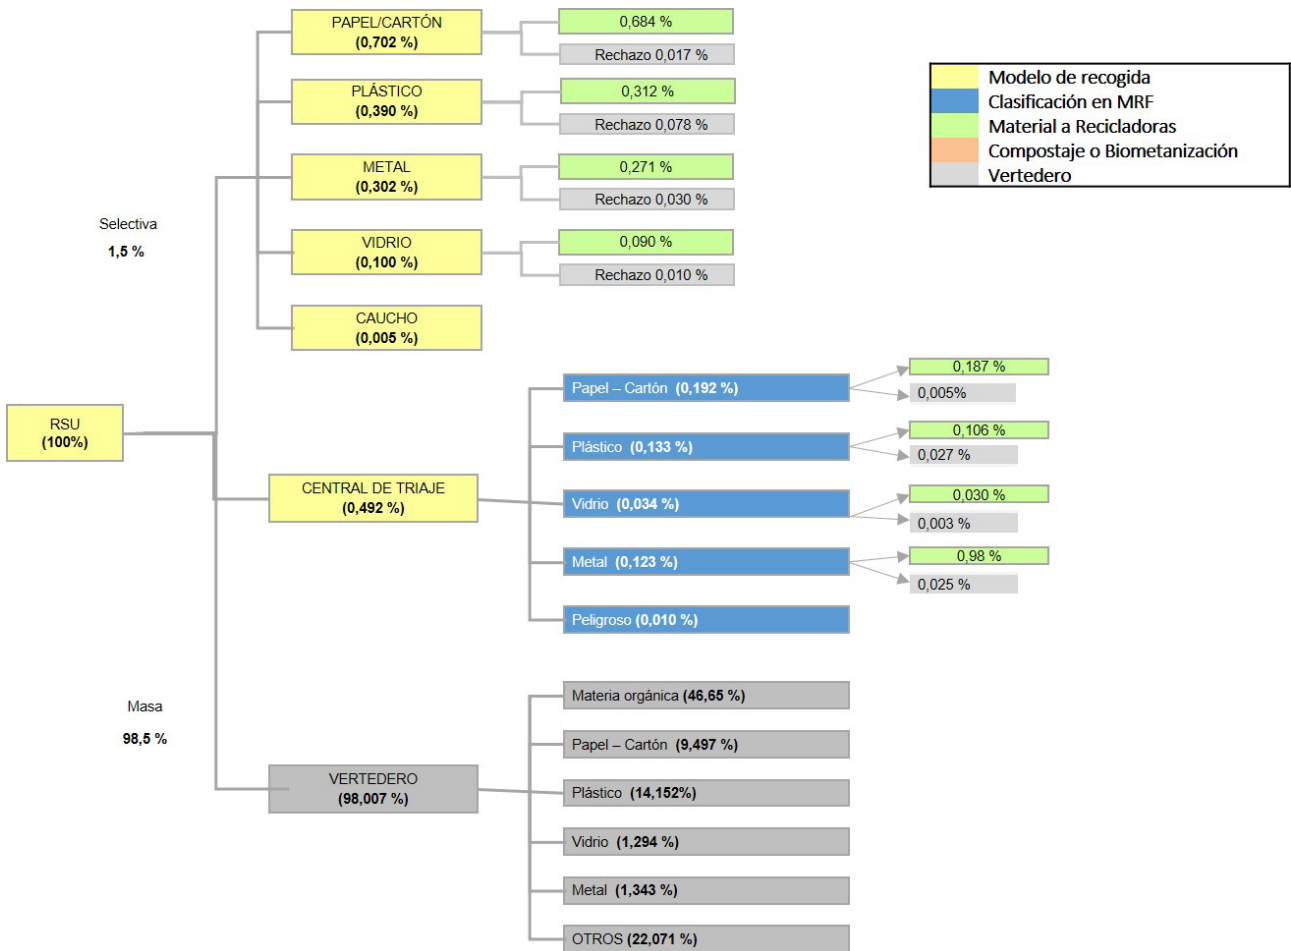 PAPEL/CARTÓN
(0,702 %)
0,684 %
Rechazo 0,017 %
PLÁSTICO
(0,390 %)
0,312 %
Rechazo 0,078 %
METAL
(0,302 %)
0,271 %
Rechazo 0,030 %
VIDRIO
(0,100 %)
0,090 %
Rechazo 0,010 %
CAUCHO
(0,005 %)
Modelo de recogida
Clasificación en MRF
Material a Recicladoras
Compostaje o Biometanización
Vertedero
Selectiva
1,5 %
RSU
(100%)
CENTRAL DE TRIAJE
(0,492 %)
Papel – Cartón (0,192 %)
0,187 %
0,005%
Plástico (0,133 %)
0,106 %
0,027 %
Vidrio (0,034 %)
0,030 %
0,003 %
Metal (0,123 %)
0,98 %
0,025 %
Peligroso (0,010 %)
Masa
98,5 %
VERTEDERO
(98,007 %)
Materia orgánica (46,65 %)
Papel – Cartón (9,497 %)
Plástico (14,152%)
Vidrio (1,294 %)
Metal (1,343 %)
OTROS (22,071 %)